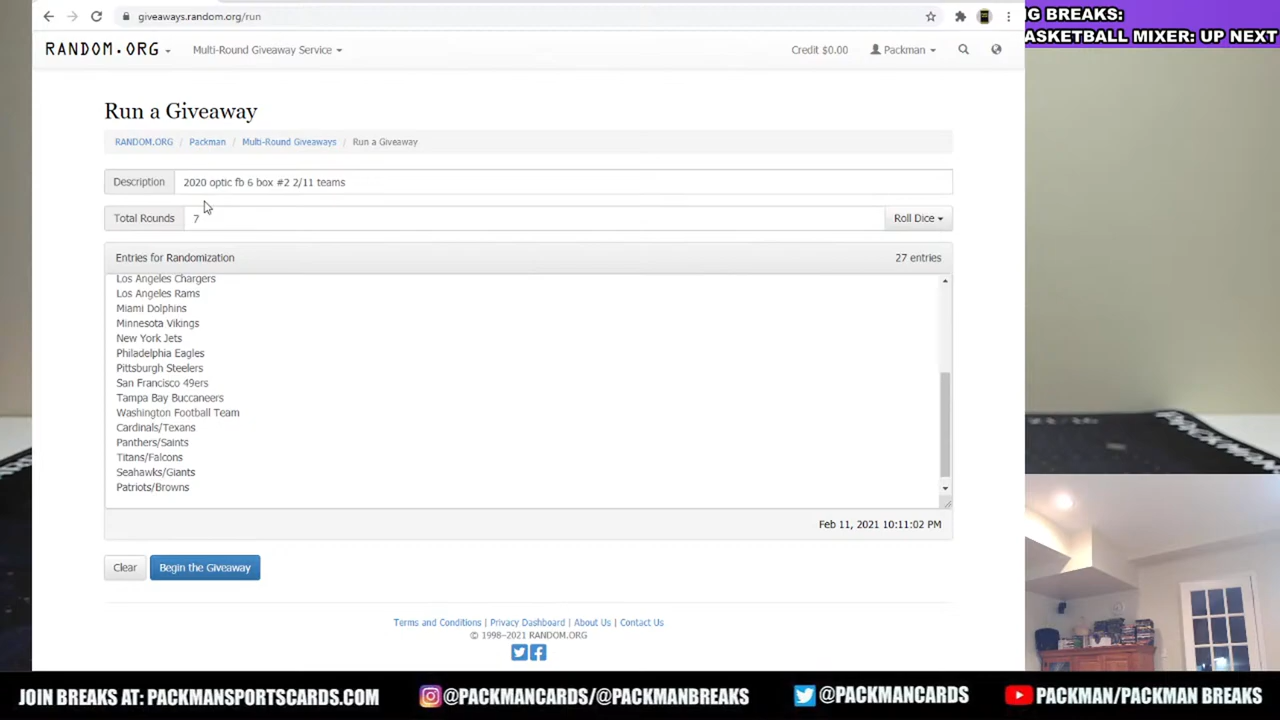 giveaways.random.org/run
G BREAKS:
ASKETBALL MIXER: UP NEXT
RANDOM.ORG
Multi-Round Giveaway Service
Credit $0.00
Packman
Run a Giveaway
RANDOM.ORG / Packman / Multi-Round Giveaways / Run a Giveaway
Description 2020 optic fb 6 box #2 2/11 teams
Total Rounds 7 Roll Dice
Entries for Randomization 27 entries
Los Angeles Chargers
Los Angeles Rams
Miami Dolphins
Minnesota Vikings
New York Jets
Philadelphia Eagles
Pittsburgh Steelers
San Francisco 49ers
Tampa Bay Buccaneers
Washington Football Team
Cardinals/Texans
Panthers/Saints
Titans/Falcons
Seahawks/Giants
Patriots/Browns
Feb 11, 2021 10:11:02 PM
Clear Begin the Giveaway
Terms and Conditions | Privacy Dashboard | About Us | Contact Us
© 1998–2021 RANDOM.ORG
JOIN BREAKS AT: PACKMANSPORTSCARDS.COM @PACKMANCARDS/@PACKMANBREAKS @PACKMANCARDS PACKMAN/PACKMAN BREAKS